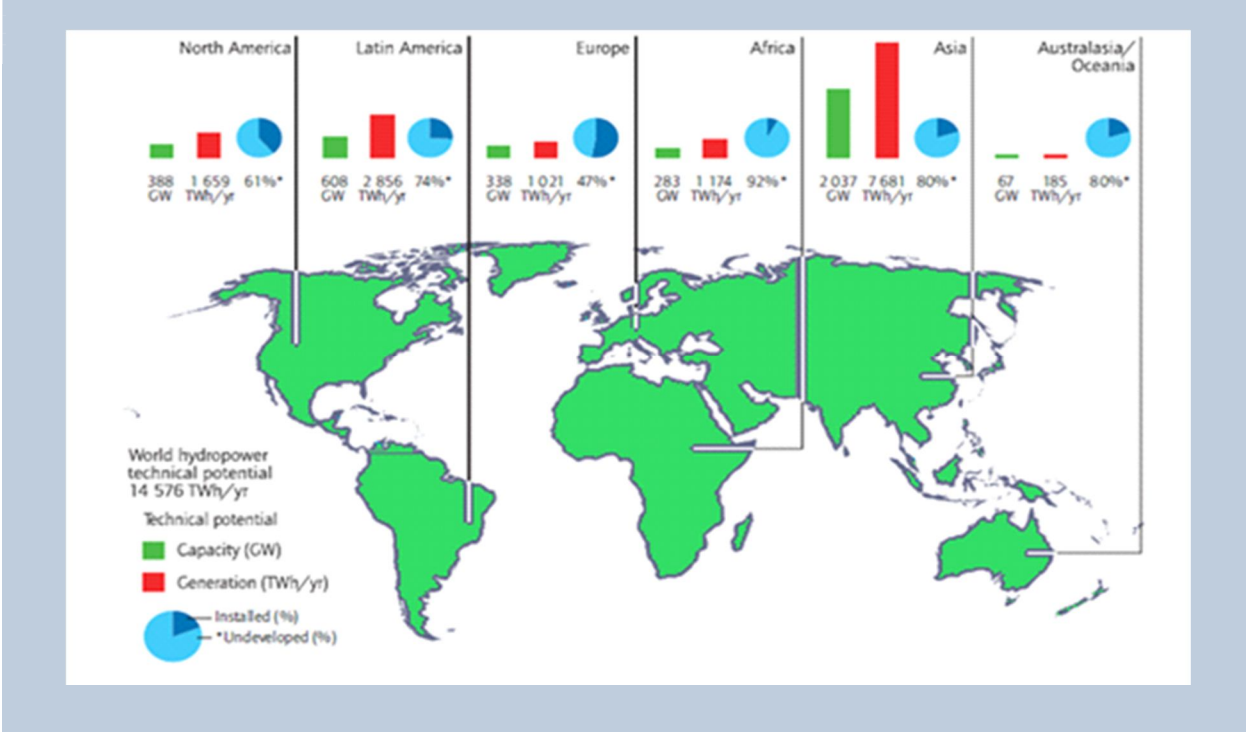 North America
Latin America
Europe
Africa
Asia
Australasia/
Oceania
388 1 659 61%*
GW TWh/yr
608 2 856 74%*
GW TWh/yr
338 1 021 47%*
GW TWh/yr
283 1 174 92%*
GW TWh/yr
2 037 7 681 80%*
GW TWh/yr
67 185 80%*
GW TWh/yr
World hydropower
technical potential
14 576 TWh/yr
Technical potential
Capacity (GW)
Generation (TWh/yr)
Installed (%)
*Undeveloped (%)